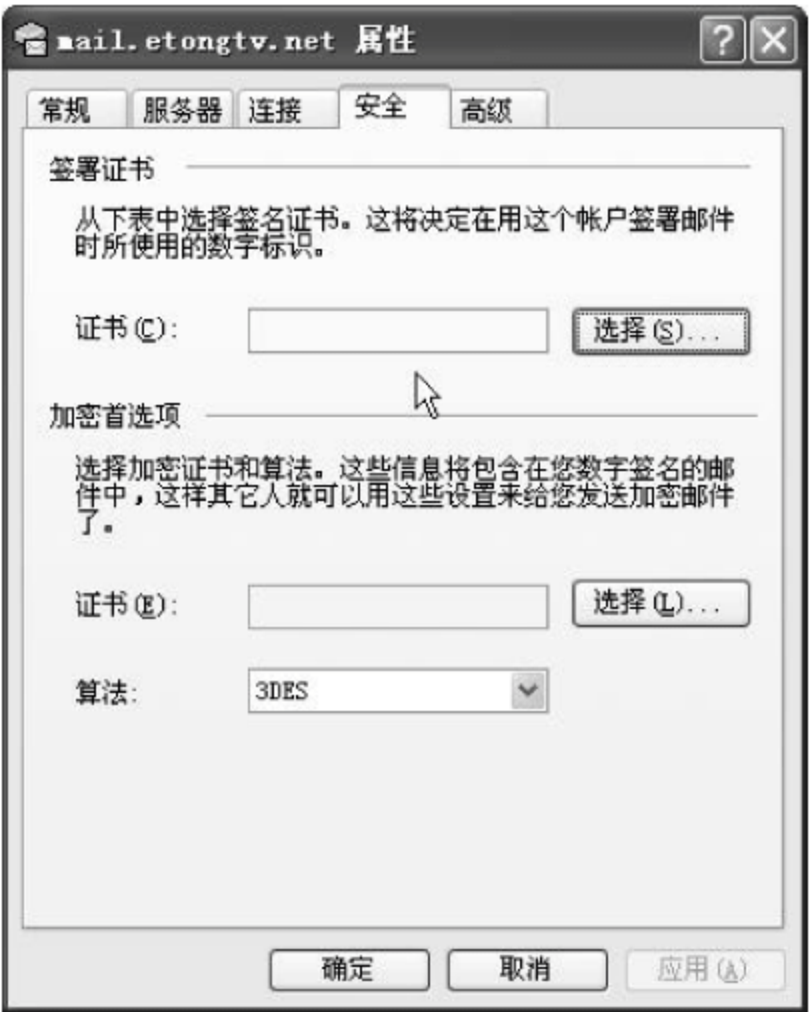 mail.etongtv.net 属性
常规 服务器 连接 安全 高级
签署证书
从下表中选择签名证书。这将决定在用这个帐户签署邮件
时所使用的数字标识。
证书(C): 选择(S)...
加密首选项
选择加密证书和算法。这些信息将包含在您数字签名的邮
件中，这样其它人就可以用这些设置来给您发送加密邮件
了。
证书(E): 选择(L)...
算法: 3DES
确定 取消 应用(A)